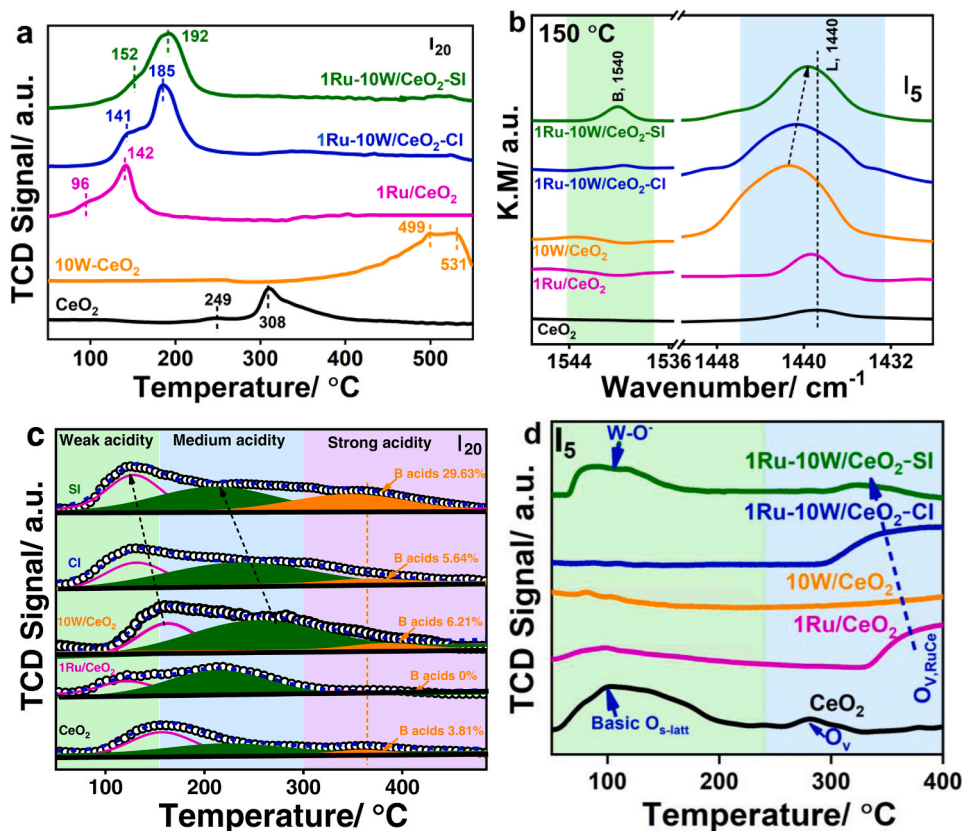 a
I20
152
192
1Ru-10W/CeO2-SI
141
185
1Ru-10W/CeO2-CI
96
142
1Ru/CeO2
499
531
10W-CeO2
CeO2
249
308
TCD Signal/ a.u.
100 200 300 400 500
Temperature/ °C
b
150 °C
B, 1540
L, 1440
I5
1Ru-10W/CeO2-SI
1Ru-10W/CeO2-CI
10W/CeO2
1Ru/CeO2
CeO2
K.M/ a.u.
1544 1536 1448 1440 1432
Wavenumber/ cm-1
c
Weak acidity Medium acidity Strong acidity
I20
SI
B acids 29.63%
CI
B acids 5.64%
10W/CeO2
B acids 6.21%
1Ru/CeO2
B acids 0%
CeO2
B acids 3.81%
TCD Signal/ a.u.
100 200 300 400
Temperature/ °C
d
I5
W-O-
1Ru-10W/CeO2-SI
1Ru-10W/CeO2-CI
10W/CeO2
1Ru/CeO2
OV,RuCe
CeO2
Basic Os-latt
OV
TCD Signal/ a.u.
100 200 300 400
Temperature/ °C